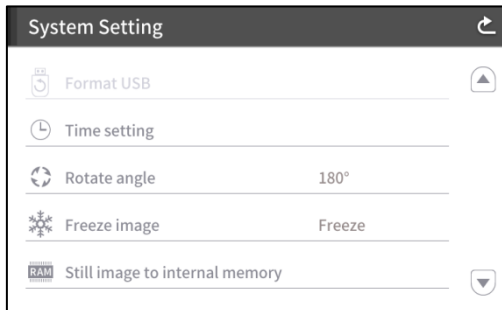 System Setting
Format USB
Time setting
Rotate angle 180°
Freeze image Freeze
RAM Still image to internal memory